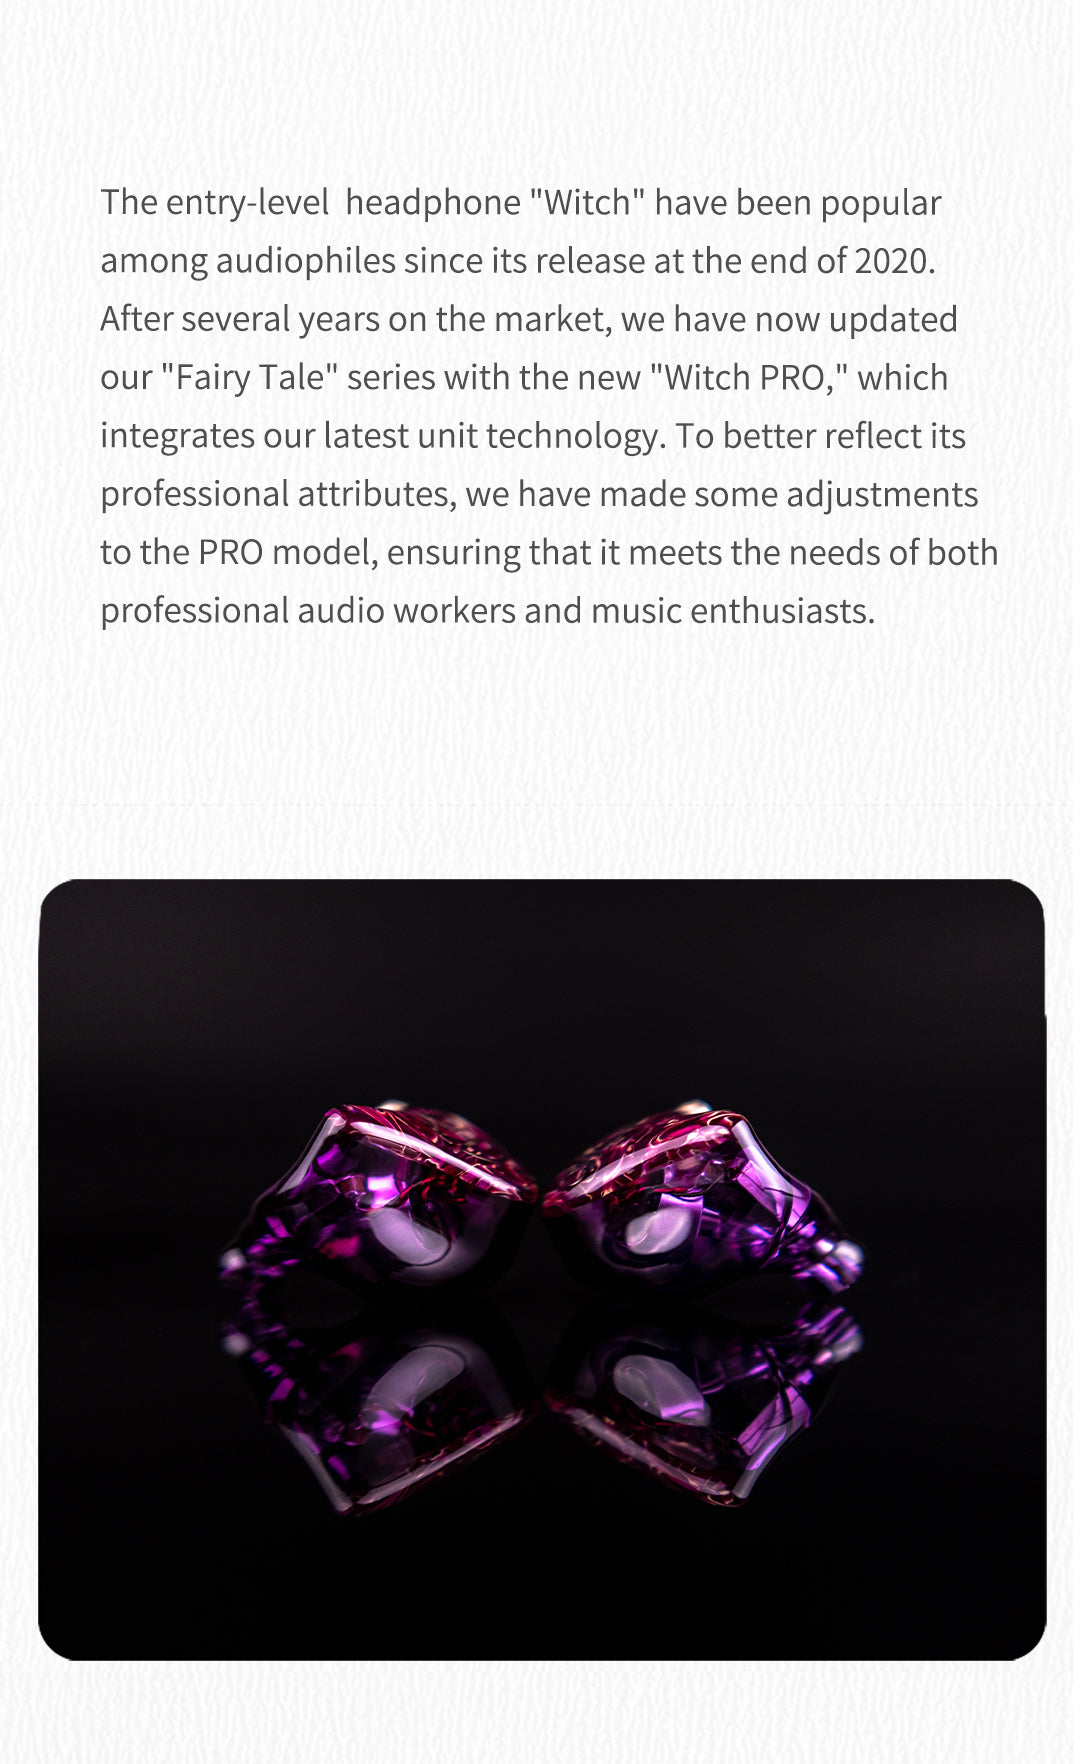 The entry-level  headphone "Witch" have been popular
among audiophiles since its release at the end of 2020.
After several years on the market, we have now updated
our "Fairy Tale" series with the new "Witch PRO," which
integrates our latest unit technology. To better reflect its
professional attributes, we have made some adjustments
to the PRO model, ensuring that it meets the needs of both
professional audio workers and music enthusiasts.